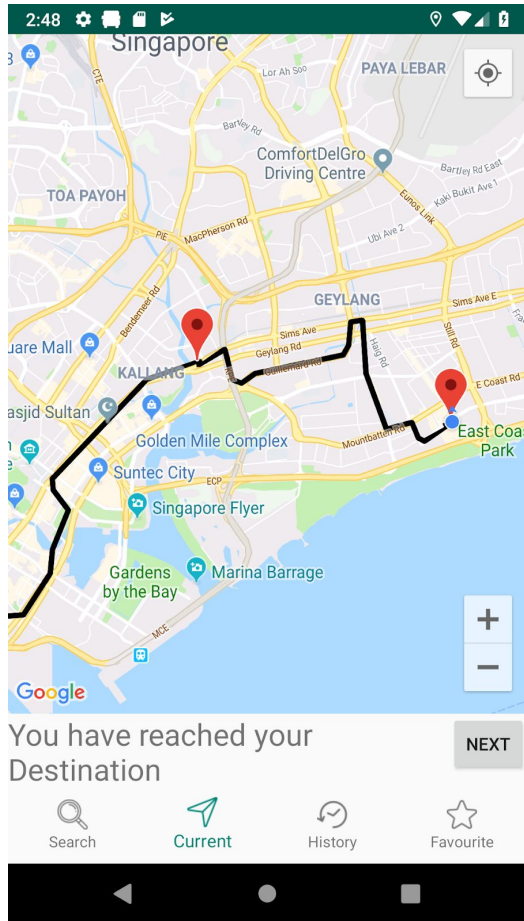 2:48
Singapore
3
CTE
Lor Ah Soo
PAYA LEBAR
Bartley Rd
ComfortDelGro
Driving Centre
Bartley Rd East
Kaki Bukit Ave 1
Eunos Link
TOA PAYOH
Ubi Ave 2
PIE
MacPherson Rd
Bendemeer Rd
GEYLANG
Sims Ave E
Still Rd
Sims Ave
uare Mall
Geylang Rd
Haig Rd
Guillemard Rd
KALLANG
E Coast Rd
asjid Sultan
Mountbatten Rd
East Coas
Park
Golden Mile Complex
Suntec City
ECP
Singapore Flyer
Gardens
by the Bay
Marina Barrage
MCE
+
−
Google
You have reached your
Destination
NEXT
Search
Current
History
Favourite